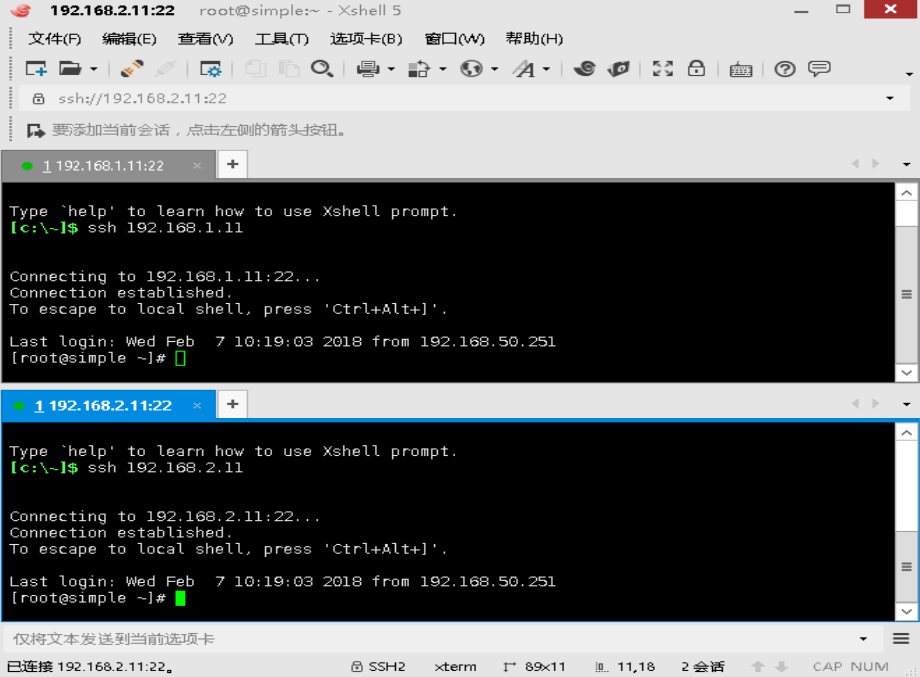 192.168.2.11:22 root@simple:~ - Xshell 5
文件(F) 编辑(E) 查看(V) 工具(T) 选项卡(B) 窗口(W) 帮助(H)
ssh://192.168.2.11:22
要添加当前会话，点击左侧的箭头按钮。
1 192.168.1.11:22 × +
Type `help' to learn how to use Xshell prompt.
[c:\~]$ ssh 192.168.1.11
Connecting to 192.168.1.11:22...
Connection established.
To escape to local shell, press 'Ctrl+Alt+]'.
Last login: Wed Feb  7 10:19:03 2018 from 192.168.50.251
[root@simple ~]#
1 192.168.2.11:22 × +
Type `help' to learn how to use Xshell prompt.
[c:\~]$ ssh 192.168.2.11
Connecting to 192.168.2.11:22...
Connection established.
To escape to local shell, press 'Ctrl+Alt+]'.
Last login: Wed Feb  7 10:19:03 2018 from 192.168.50.251
[root@simple ~]#
仅将文本发送到当前选项卡
已连接 192.168.2.11:22。 SSH2 xterm 89x11 11,18 2 会话 CAP NUM